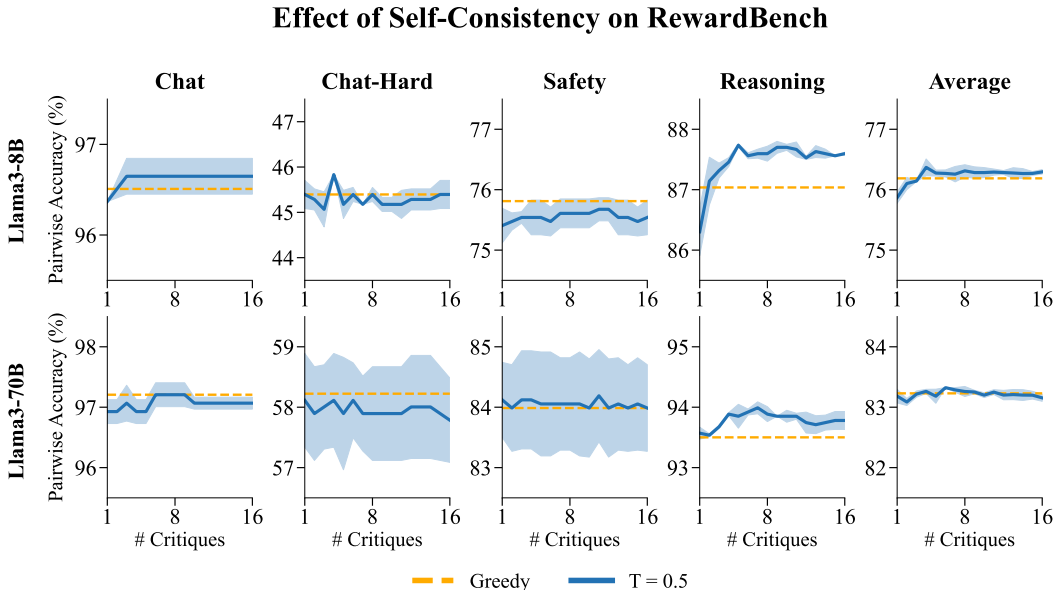 Effect of Self-Consistency on RewardBench
Chat
Chat-Hard
Safety
Reasoning
Average
Llama3-8B
Pairwise Accuracy (%)
97
96
1 8 16
47
46
45
44
1 8 16
77
76
75
1 8 16
88
87
86
1 8 16
77
76
75
1 8 16
Llama3-70B
Pairwise Accuracy (%)
98
97
96
1 8 16
# Critiques
59
58
57
1 8 16
# Critiques
85
84
83
1 8 16
# Critiques
95
94
93
1 8 16
# Critiques
84
83
82
1 8 16
# Critiques
Greedy
T = 0.5